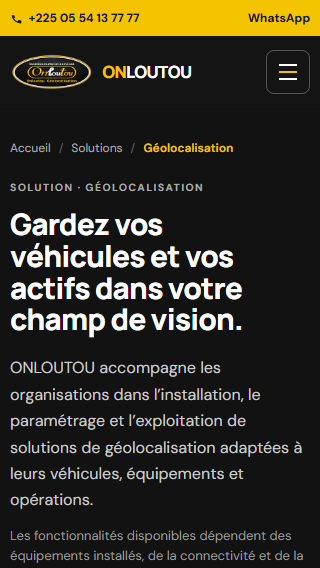 +225 05 54 13 77 77
WhatsApp
Onloutou
ONLOUTOU
Accueil / Solutions / Géolocalisation
SOLUTION · GÉOLOCALISATION
Gardez vos
véhicules et vos
actifs dans votre
champ de vision.
ONLOUTOU accompagne les
organisations dans l’installation, le
paramétrage et l’exploitation de
solutions de géolocalisation adaptées à
leurs véhicules, équipements et
opérations.
Les fonctionnalités disponibles dépendent des
équipements installés, de la connectivité et de la